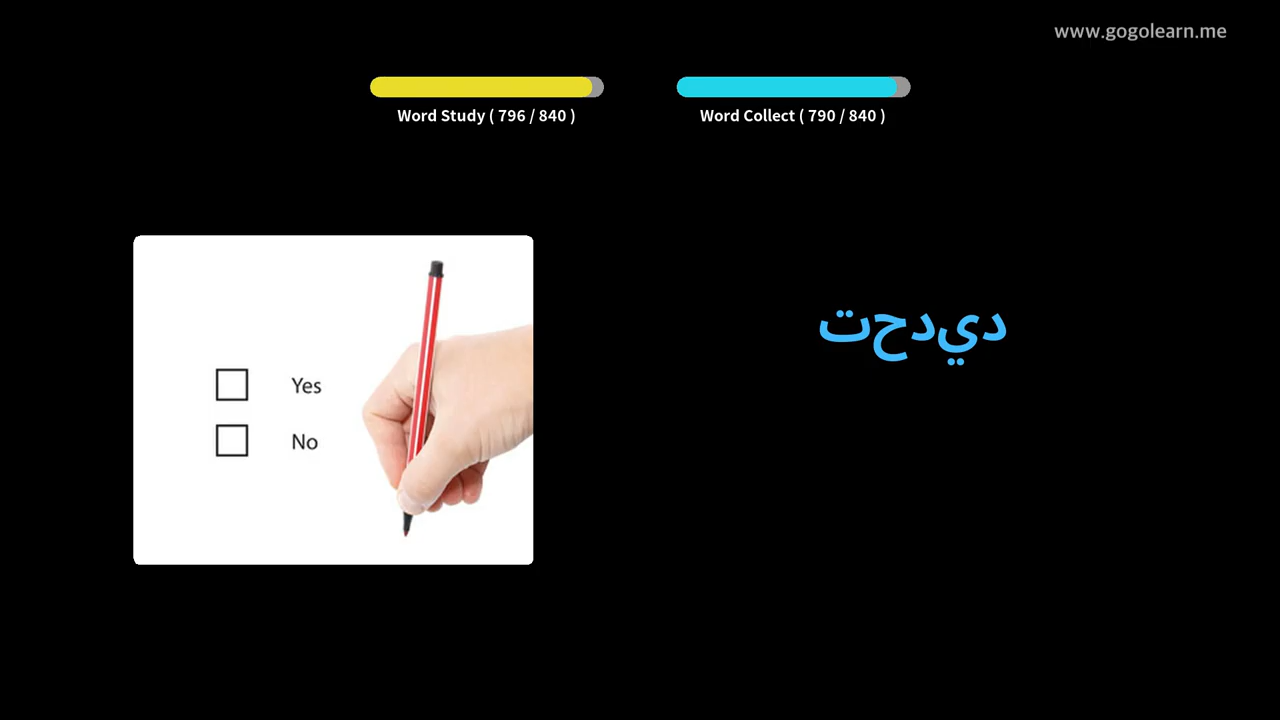 www.gogolearn.me
Word Study ( 796 / 840 )
Word Collect ( 790 / 840 )
تحديد
Yes
No